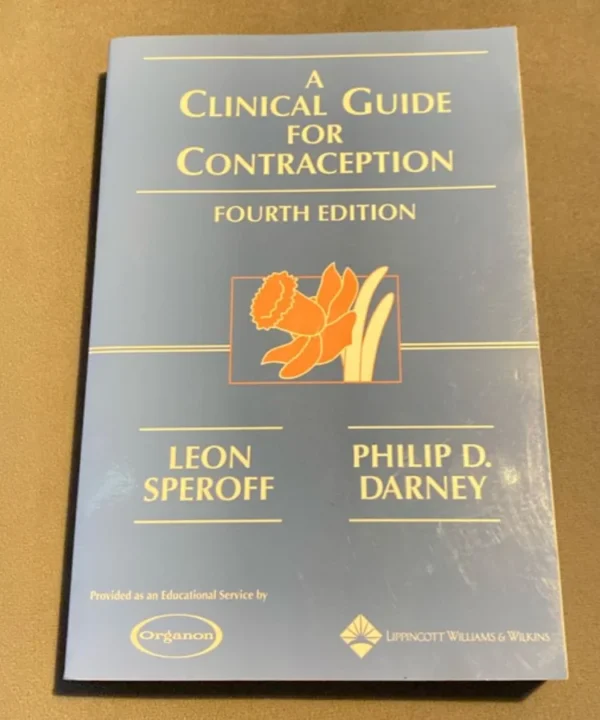 A
CLINICAL GUIDE
FOR
CONTRACEPTION
FOURTH EDITION
LEON
SPEROFF
PHILIP D.
DARNEY
Provided as an Educational Service by
Organon
LIPPINCOTT WILLIAMS & WILKINS